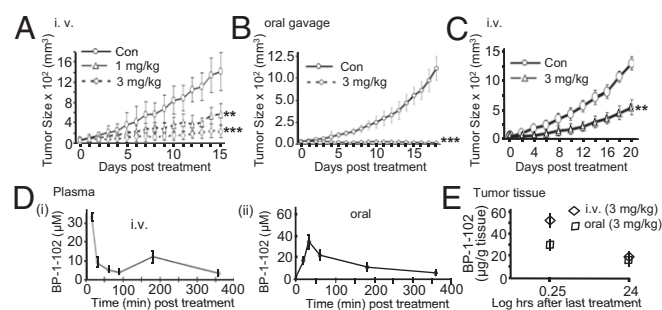 A
i. v.
Tumor Size x 10² (mm³)
16
12
8
4
0
Con
1 mg/kg
3 mg/kg
**
***
0
5
10
15
Days post treatment
B
oral gavage
Tumor Size x 10² (mm³)
12.5
10.0
7.5
5.0
2.5
0.0
Con
3 mg/kg
***
0
5
10
15
Days post treatment
C
i.v.
Tumor Size x 10² (mm³)
15
10
5
0
Con
3 mg/kg
**
0
4
8
12
16
20
Days post treatment
D
Plasma
(i)
i.v.
BP-1-102 (µM)
30
20
10
0
0
100
200
300
400
Time (min) post treatment
(ii)
oral
BP-1-102 (µM)
60
40
20
0
0
100
200
300
400
Time (min) post treatment
E
Tumor tissue
i.v. (3 mg/kg)
oral (3 mg/kg)
BP-1-102
(µg/g tissue)
60
40
20
0
0.25
24
Log hrs after last treatment